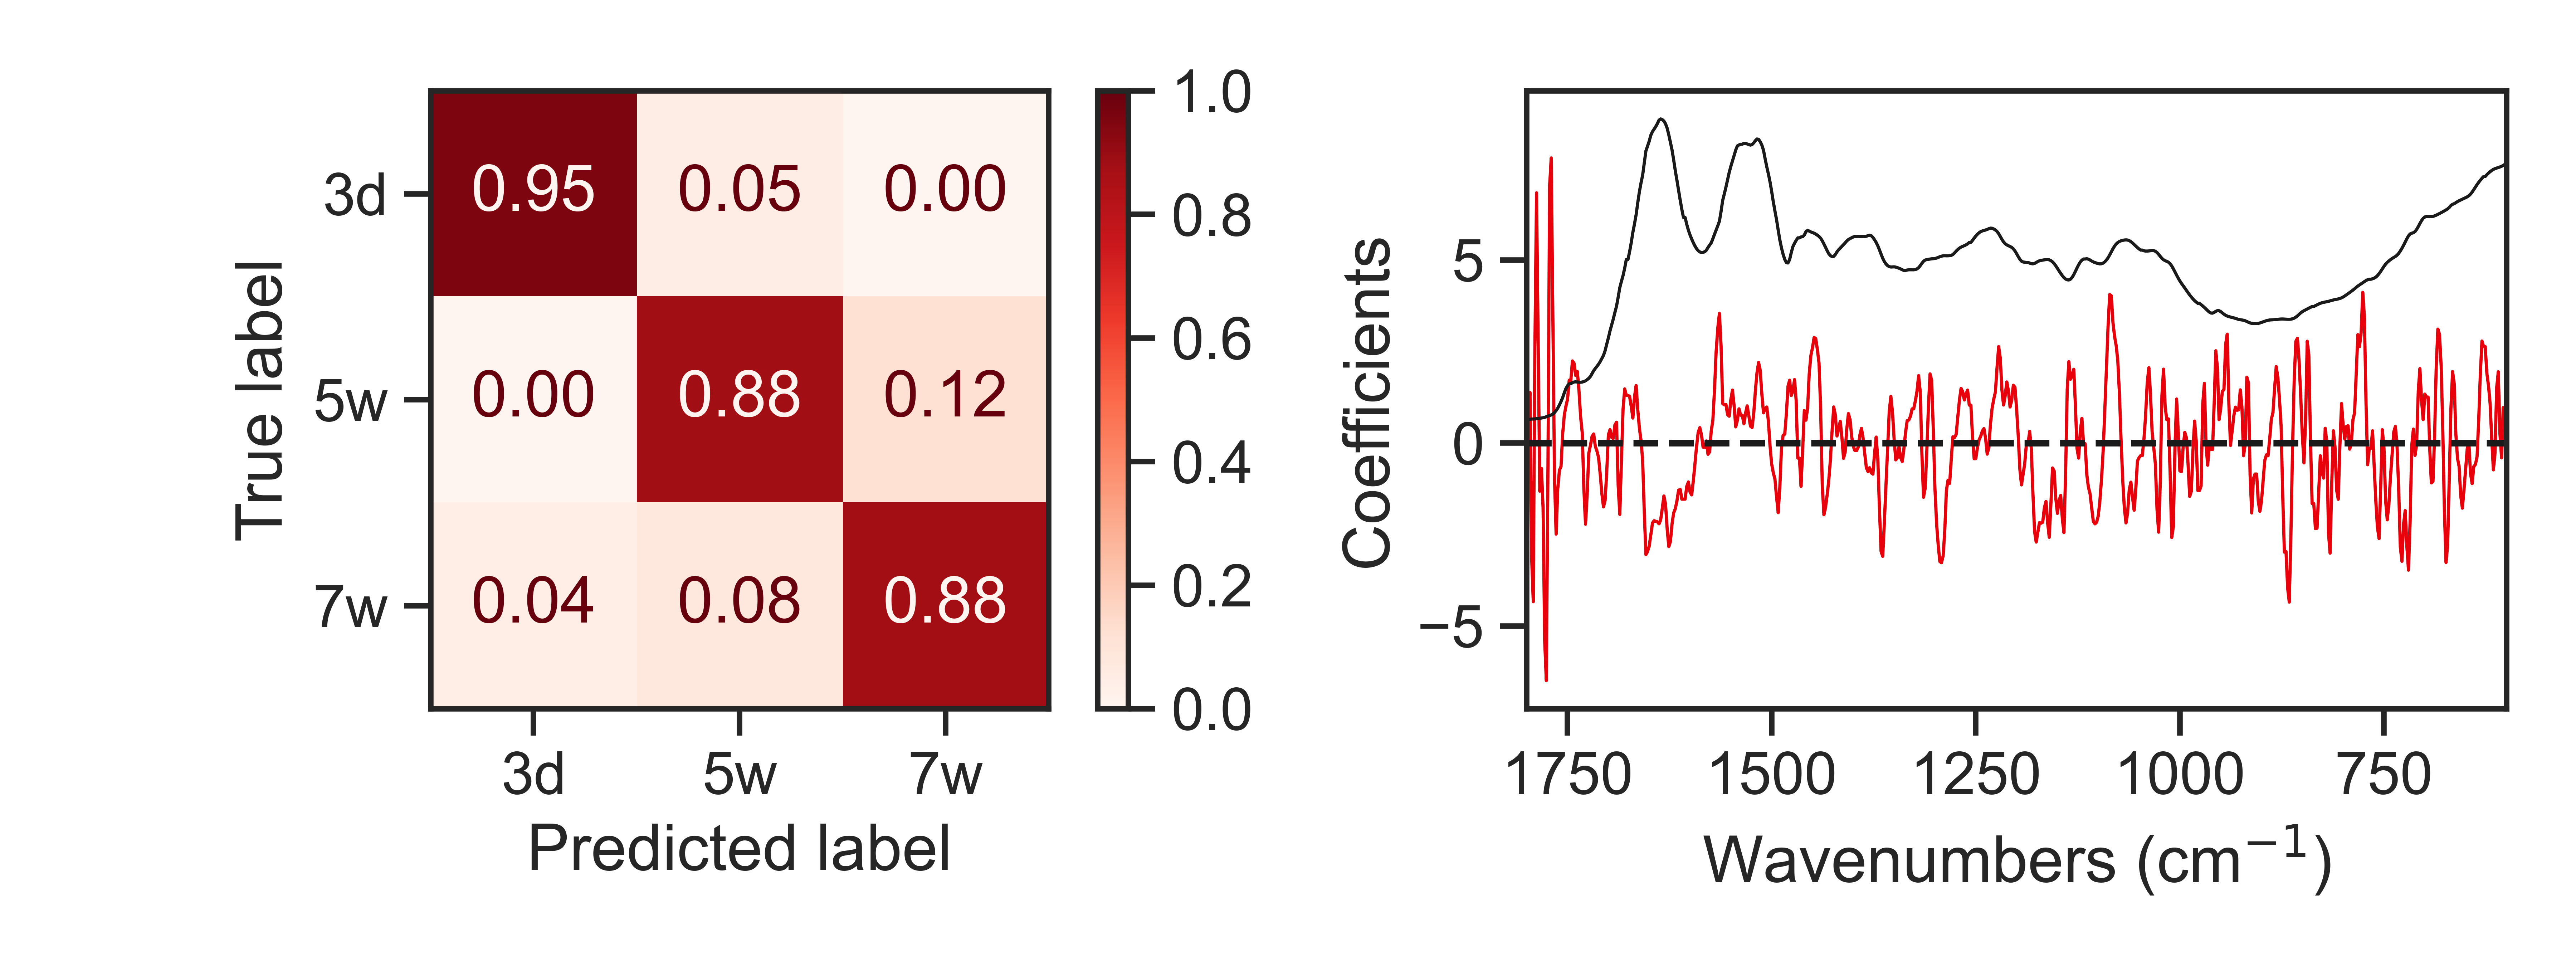 True label
3d
5w
7w
0.95 0.05 0.00
0.00 0.88 0.12
0.04 0.08 0.88
3d 5w 7w
Predicted label
1.0
0.8
0.6
0.4
0.2
0.0
Coefficients
5
0
−5
1750 1500 1250 1000 750
Wavenumbers (cm⁻¹)